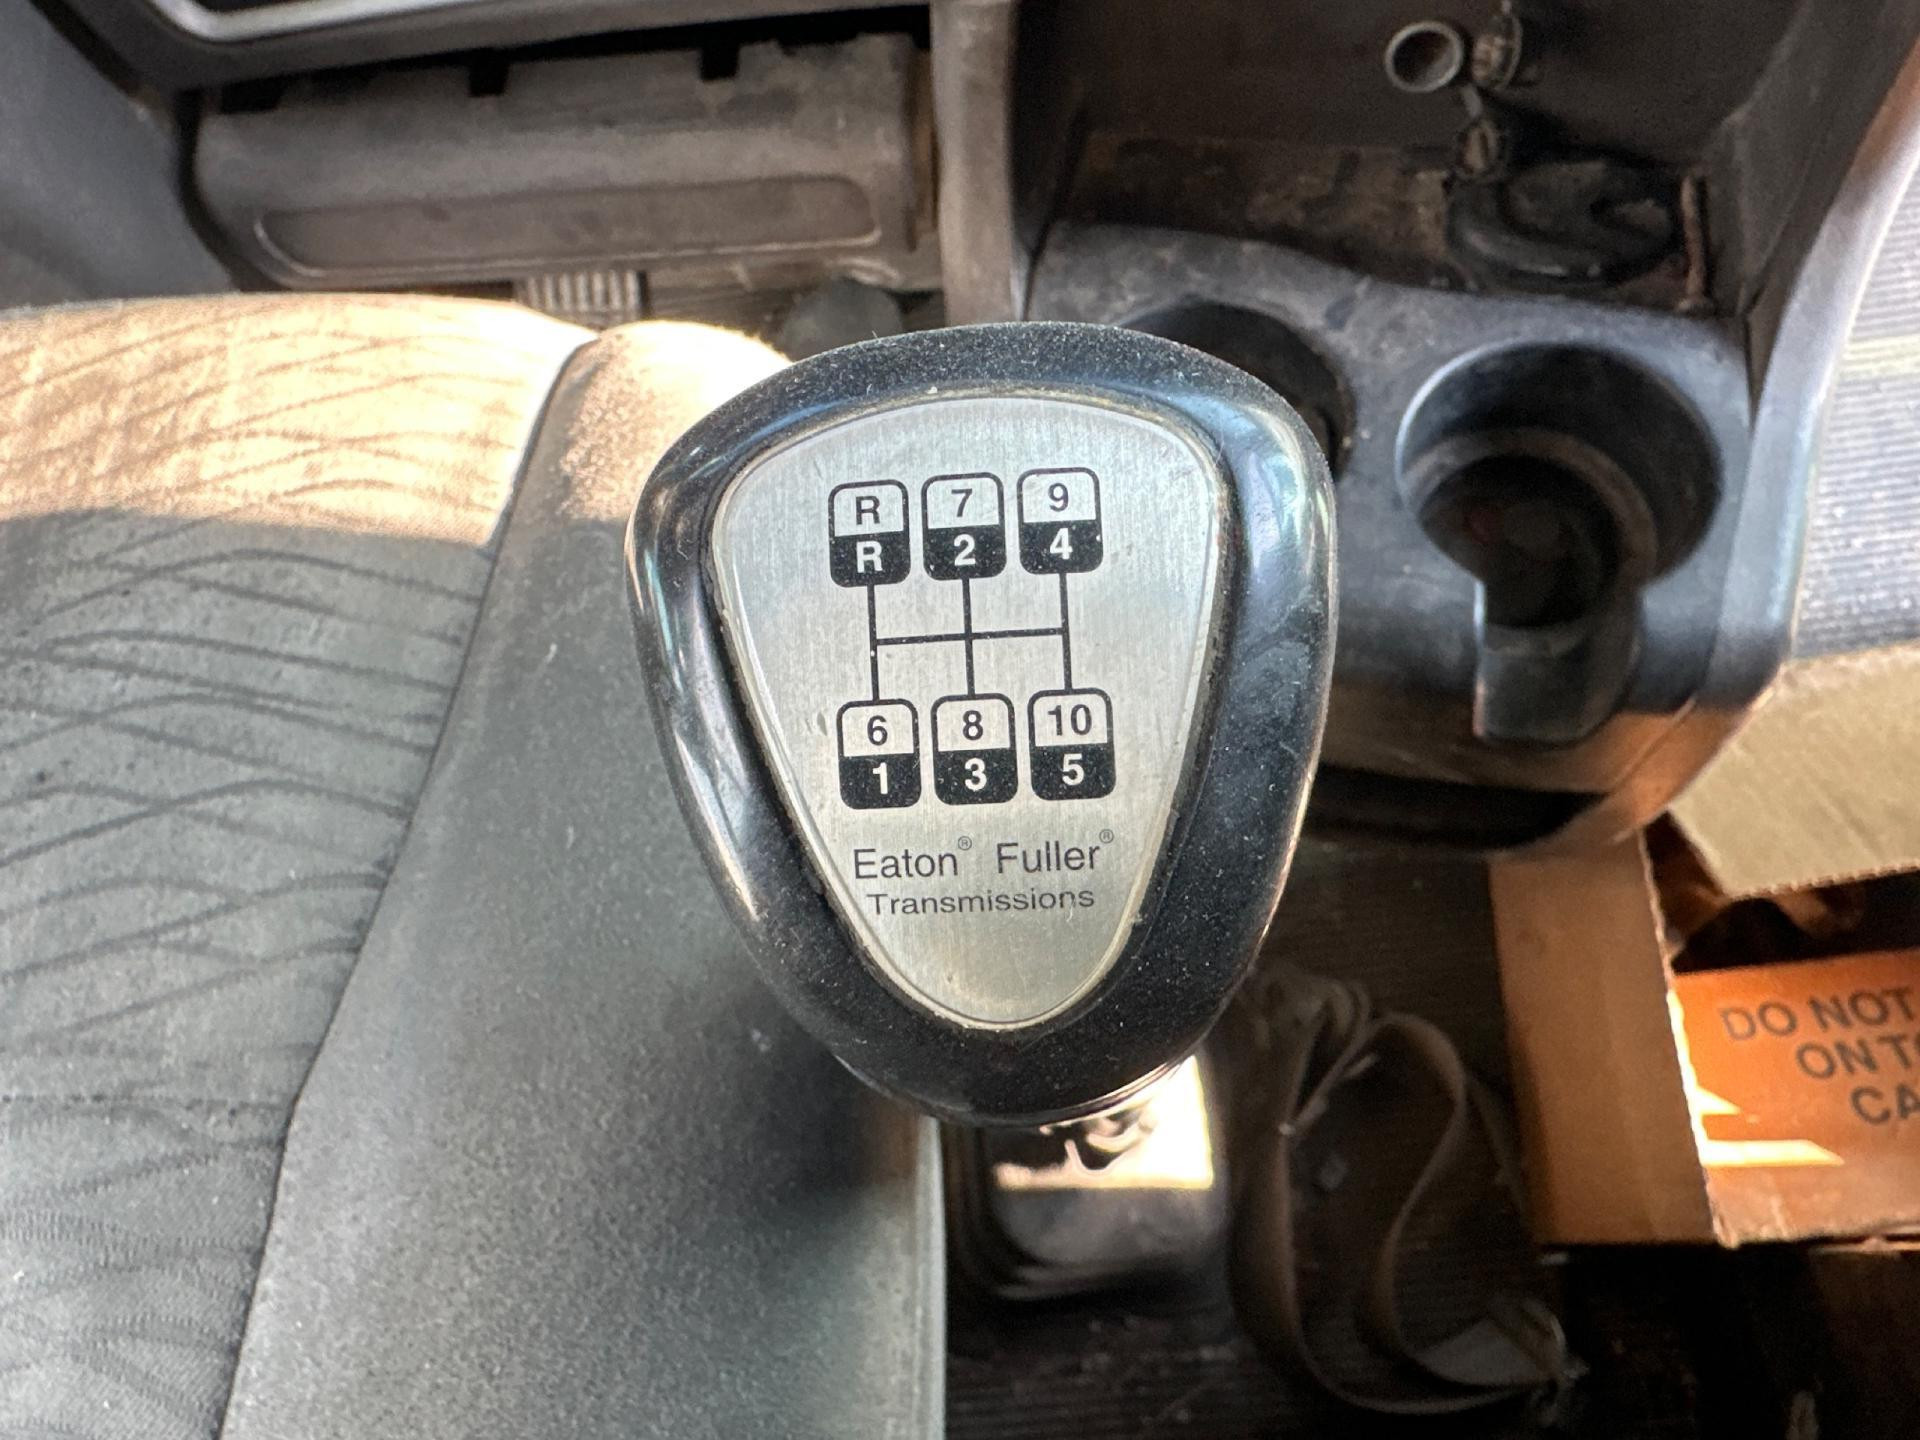 R 7 9
R 2 4
6 8 10
1 3 5
Eaton® Fuller®
Transmissions
DO NOT
ON
CA